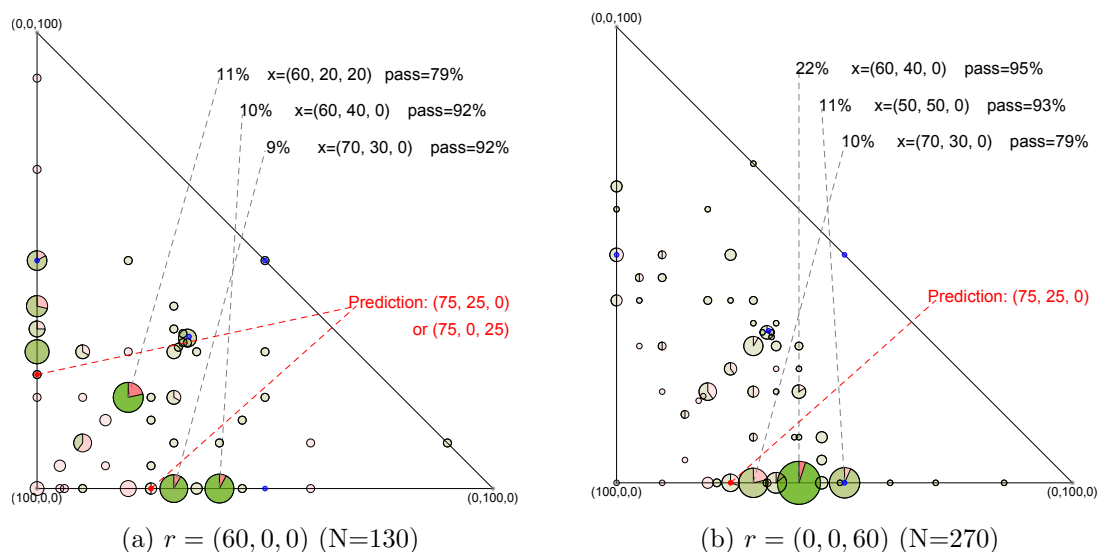 (0,0,100)
11% x=(60, 20, 20) pass=79%
10% x=(60, 40, 0) pass=92%
9% x=(70, 30, 0) pass=92%
Prediction: (75, 25, 0)
or (75, 0, 25)
(100,0,0)
(0,100,0)
(a) r = (60, 0, 0) (N=130)
(0,0,100)
22% x=(60, 40, 0) pass=95%
11% x=(50, 50, 0) pass=93%
10% x=(70, 30, 0) pass=79%
Prediction: (75, 25, 0)
(100,0,0)
(0,100,0)
(b) r = (0, 0, 60) (N=270)